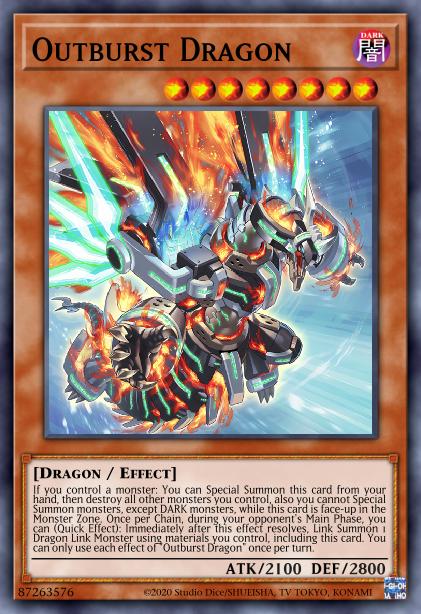 OUTBURST DRAGON
DARK
闇
[DRAGON / EFFECT]
If you control a monster: You can Special Summon this card from your
hand, then destroy all other monsters you control, also you cannot Special
Summon monsters, except DARK monsters, while this card is face-up in the
Monster Zone. Once per Chain, during your opponent's Main Phase, you
can (Quick Effect): Immediately after this effect resolves, Link Summon 1
Dragon Link Monster using materials you control, including this card. You
can only use each effect of "Outburst Dragon" once per turn.
ATK/2100 DEF/2800
87263576
©2020 Studio Dice/SHUEISHA, TV TOKYO, KONAMI